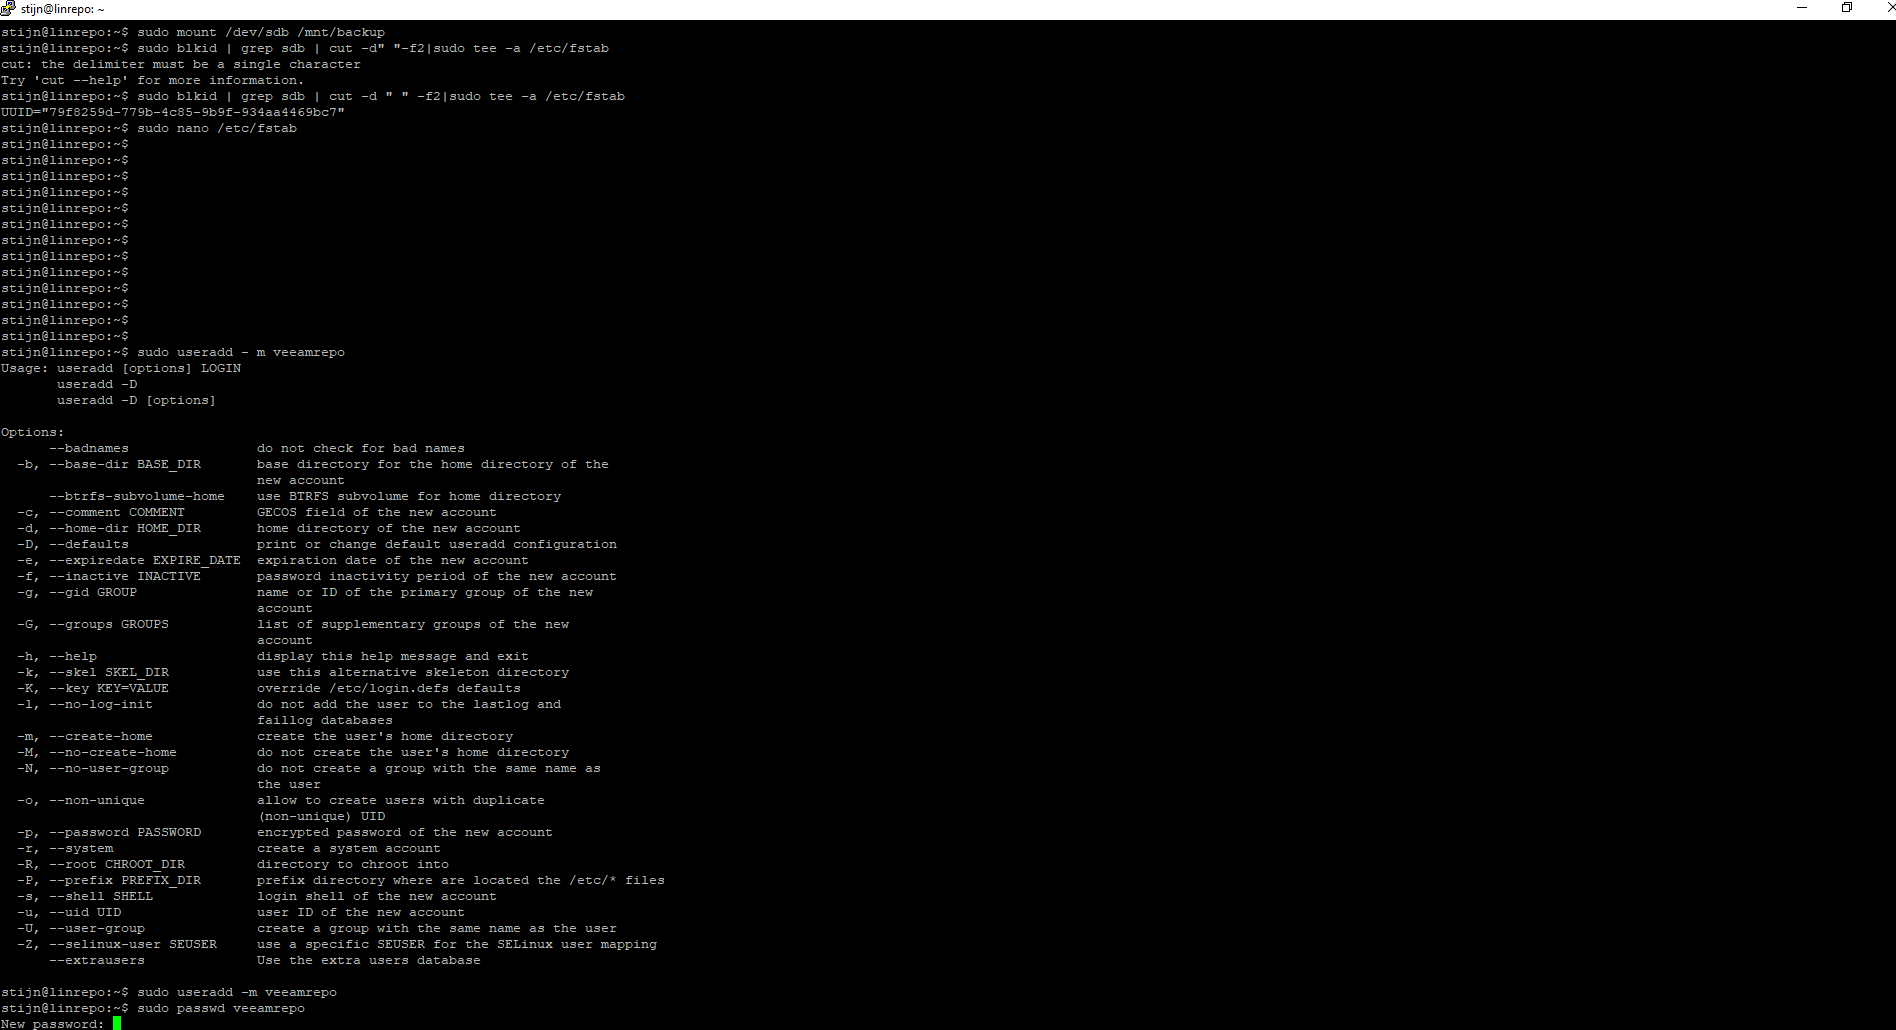 stijn@linrepo: ~
stijn@linrepo:~$ sudo mount /dev/sdb /mnt/backup
stijn@linrepo:~$ sudo blkid | grep sdb | cut -d" "-f2|sudo tee -a /etc/fstab
cut: the delimiter must be a single character
Try 'cut --help' for more information.
stijn@linrepo:~$ sudo blkid | grep sdb | cut -d " " -f2|sudo tee -a /etc/fstab
UUID="79f8259d-779b-4c85-9b9f-934aa4469bc7"
stijn@linrepo:~$ sudo nano /etc/fstab
stijn@linrepo:~$
stijn@linrepo:~$
stijn@linrepo:~$
stijn@linrepo:~$
stijn@linrepo:~$
stijn@linrepo:~$
stijn@linrepo:~$
stijn@linrepo:~$
stijn@linrepo:~$
stijn@linrepo:~$
stijn@linrepo:~$
stijn@linrepo:~$
stijn@linrepo:~$
stijn@linrepo:~$ sudo useradd - m veeamrepo
Usage: useradd [options] LOGIN
       useradd -D
       useradd -D [options]

Options:
      --badnames                do not check for bad names
  -b, --base-dir BASE_DIR       base directory for the home directory of the
                                new account
      --btrfs-subvolume-home    use BTRFS subvolume for home directory
  -c, --comment COMMENT         GECOS field of the new account
  -d, --home-dir HOME_DIR       home directory of the new account
  -D, --defaults                print or change default useradd configuration
  -e, --expiredate EXPIRE_DATE  expiration date of the new account
  -f, --inactive INACTIVE       password inactivity period of the new account
  -g, --gid GROUP               name or ID of the primary group of the new
                                account
  -G, --groups GROUPS           list of supplementary groups of the new
                                account
  -h, --help                    display this help message and exit
  -k, --skel SKEL_DIR           use this alternative skeleton directory
  -K, --key KEY=VALUE           override /etc/login.defs defaults
  -l, --no-log-init             do not add the user to the lastlog and
                                faillog databases
  -m, --create-home             create the user's home directory
  -M, --no-create-home          do not create the user's home directory
  -N, --no-user-group           do not create a group with the same name as
                                the user
  -o, --non-unique              allow to create users with duplicate
                                (non-unique) UID
  -p, --password PASSWORD       encrypted password of the new account
  -r, --system                  create a system account
  -R, --root CHROOT_DIR         directory to chroot into
  -P, --prefix PREFIX_DIR       prefix directory where are located the /etc/* files
  -s, --shell SHELL             login shell of the new account
  -u, --uid UID                 user ID of the new account
  -U, --user-group              create a group with the same name as the user
  -Z, --selinux-user SEUSER     use a specific SEUSER for the SELinux user mapping
      --extrausers              Use the extra users database

stijn@linrepo:~$ sudo useradd -m veeamrepo
stijn@linrepo:~$ sudo passwd veeamrepo
New password: